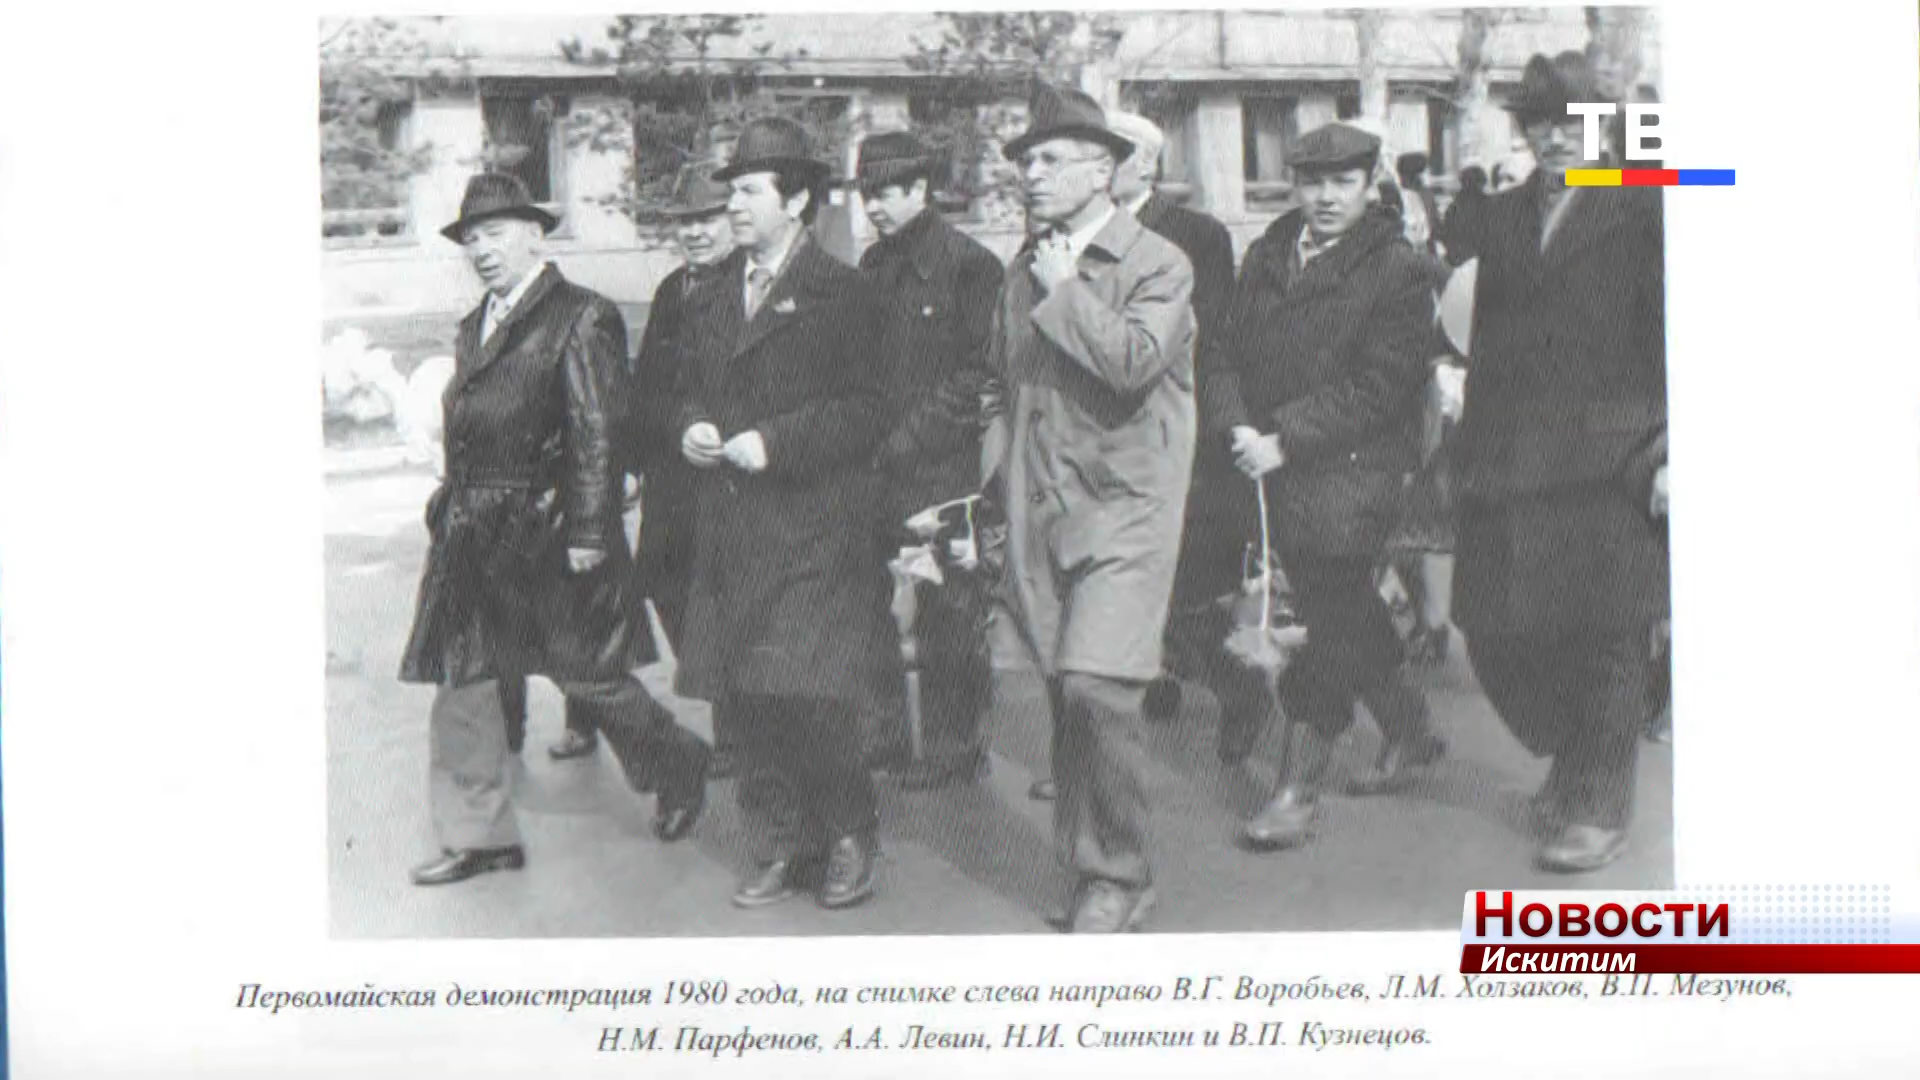 ТВ
Новости
Искитим
Первомайская демонстрация 1980 года, на снимке слева направо В.Г. Воробьев, Л.М. Холзаков, В.П. Мезунов,
Н.М. Парфенов, А.А. Левин, Н.И. Слинкин и В.П. Кузнецов.